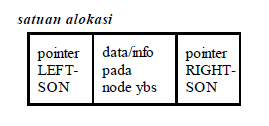 satuan alokasi
pointer
LEFT-
SON
data/info
pada
node ybs
pointer
RIGHT-
SON